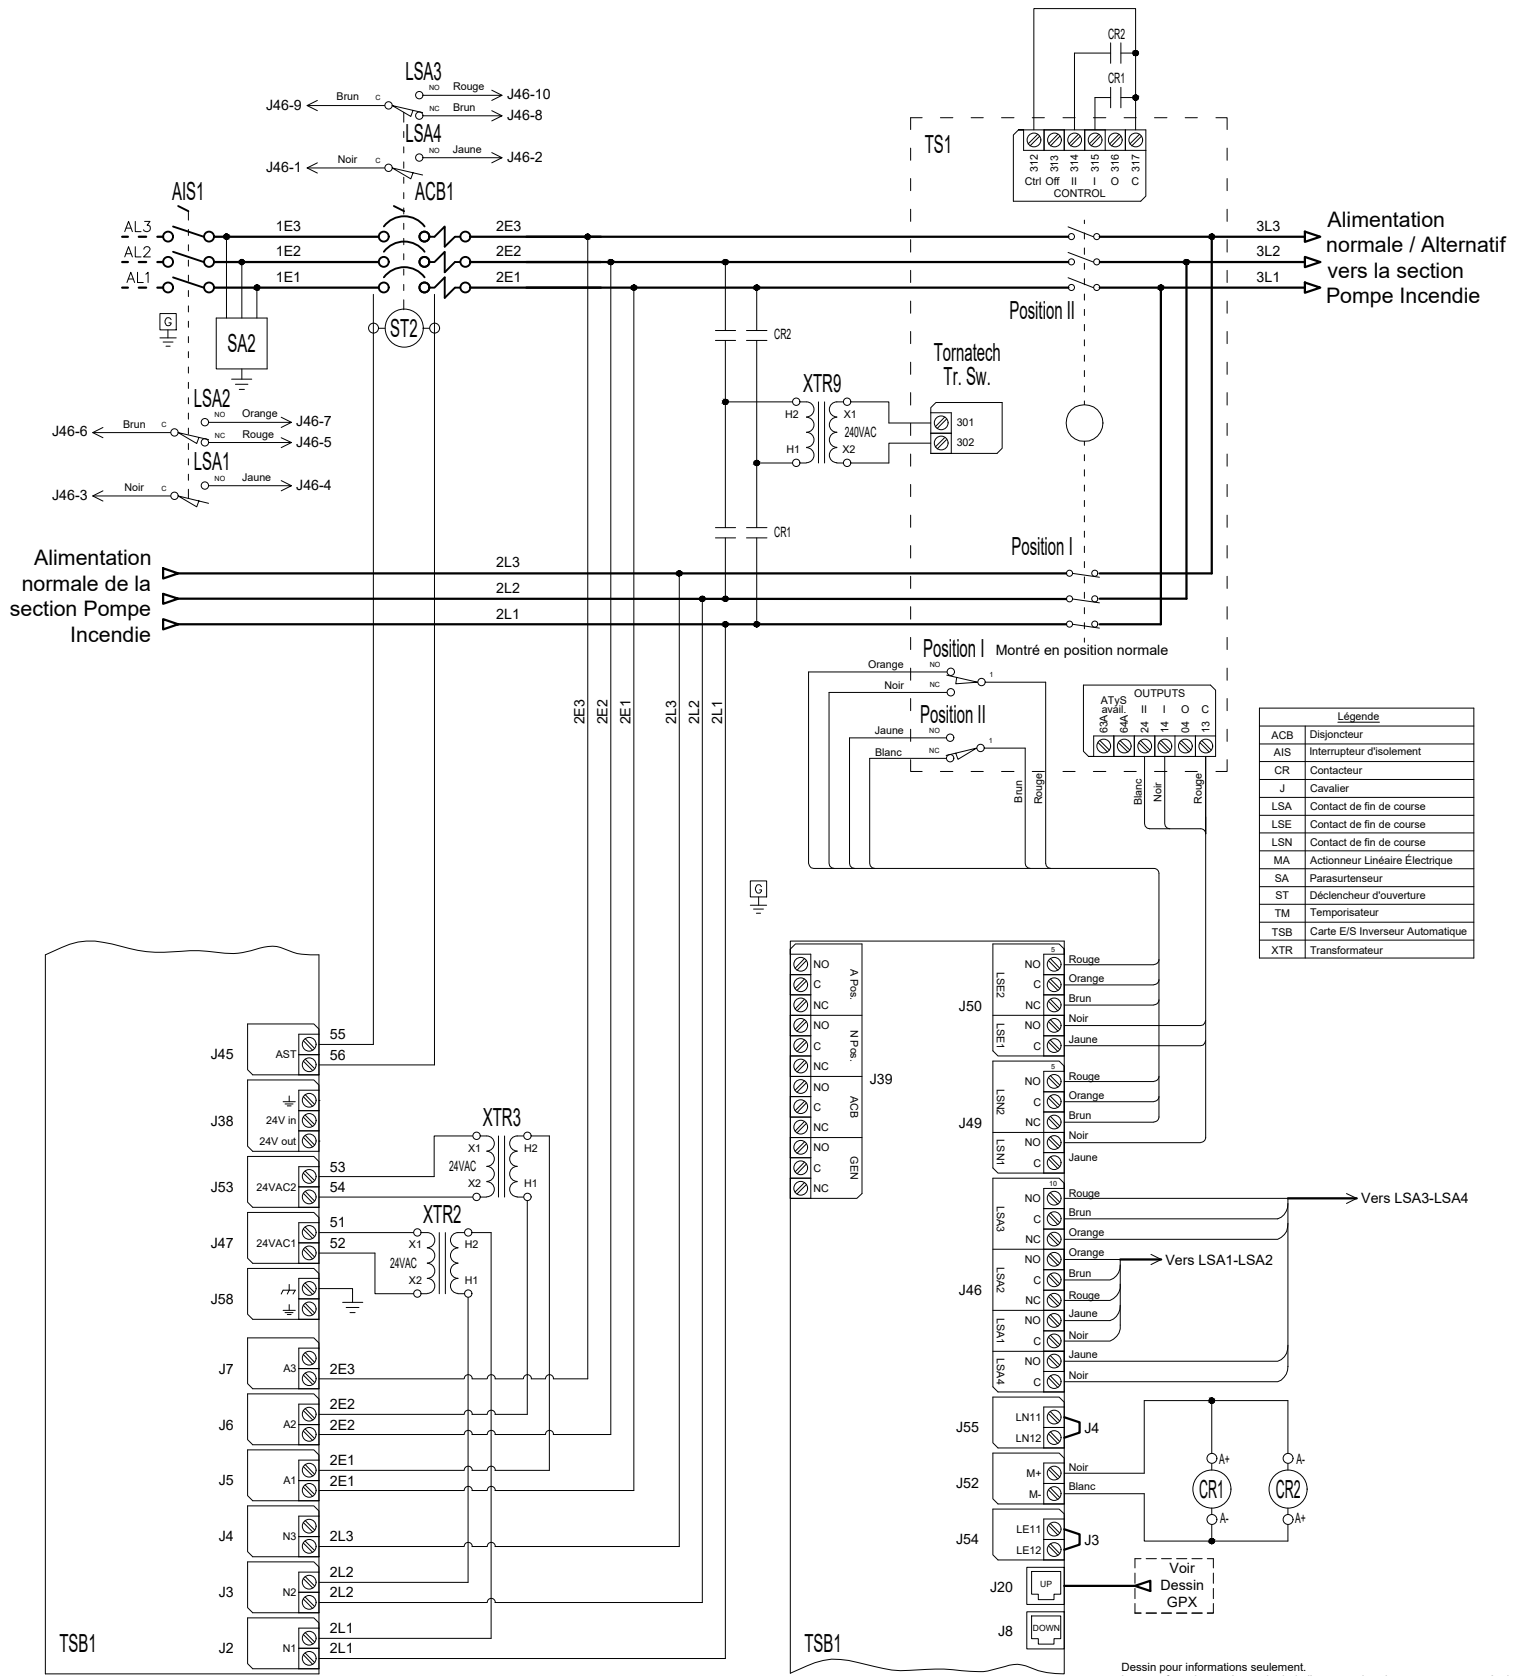 CR2
CR1
312 313 314 315 316 317
Ctrl Off II I O C
CONTROL
TS1
LSA3
J46-9 Brun C NO Rouge J46-10
NC Brun J46-8
LSA4
NO Jaune J46-2
J46-1 Noir C
AIS1
ACB1
AL3 1E3 2E3 3L3
AL2 1E2 2E2 3L2
AL1 1E1 2E1 3L1
Alimentation
normale / Alternatif
vers la section
Pompe Incendie
Position II
G
SA2
ST2
CR2
Tornatech
Tr. Sw.
XTR9
H2 X1
240VAC
H1 X2
301
302
LSA2
NO Orange J46-7
J46-6 Brun C NC Rouge J46-5
LSA1
NO Jaune J46-4
J46-3 Noir C
CR1
Position I
Alimentation
normale de la
section Pompe
Incendie
2L3
2L2
2L1
Position I Montré en position normale
Orange NO
1
Noir NC
Position II
Jaune NO
1
Blanc NC
Brun
Rouge
2E3
2E2
2E1
2L3
2L2
2L1
OUTPUTS
ATyS
avail. II I O C
63A 64A 24 14 04 13
Blanc
Noir
Rouge
Légende
ACB Disjoncteur
AIS Interrupteur d'isolement
CR Contacteur
J Cavalier
LSA Contact de fin de course
LSE Contact de fin de course
LSN Contact de fin de course
MA Actionneur Linéaire Électrique
SA Parasurtenseur
ST Déclencheur d'ouverture
TM Temporisateur
TSB Carte E/S Inverseur Automatique
XTR Transformateur
G
J45 AST 55
56
J38
24V in
24V out
J53 24VAC2 53
54
XTR3
X1 H2
24VAC
X2 H1
J47 24VAC1 51
52
XTR2
X1 H2
24VAC
X2 H1
J58
J7 A3 2E3
J6 A2 2E2
2E2
J5 A1 2E1
2E1
J4 N3 2L3
J3 N2 2L2
2L2
J2 N1 2L1
2L1
TSB1
J39
NO
C A Pos.
NC
NO
C N Pos.
NC
NO
C ACB
NC
NO
C GEN
NC
J50
5
LSE2
NO Rouge
C Orange
NC Brun
LSE1
NO Noir
C Jaune
J49
5
LSN2
NO Rouge
C Orange
NC Brun
LSN1
NO Noir
C Jaune
J46
10
LSA3
NO Rouge
C Brun
NC Orange
Vers LSA3-LSA4
LSA2
NO Orange
C Brun
NC Rouge
Vers LSA1-LSA2
LSA1
NO Jaune
C Noir
LSA4
NO Jaune
C Noir
J55 LN11
LN12
J4
J52 M+ Noir
M- Blanc
A+ A-
CR1 CR2
A- A+
J54 LE11
LE12
J3
J20 UP
Voir
Dessin
GPX
J8 DOWN
TSB1
Dessin pour informations seulement.